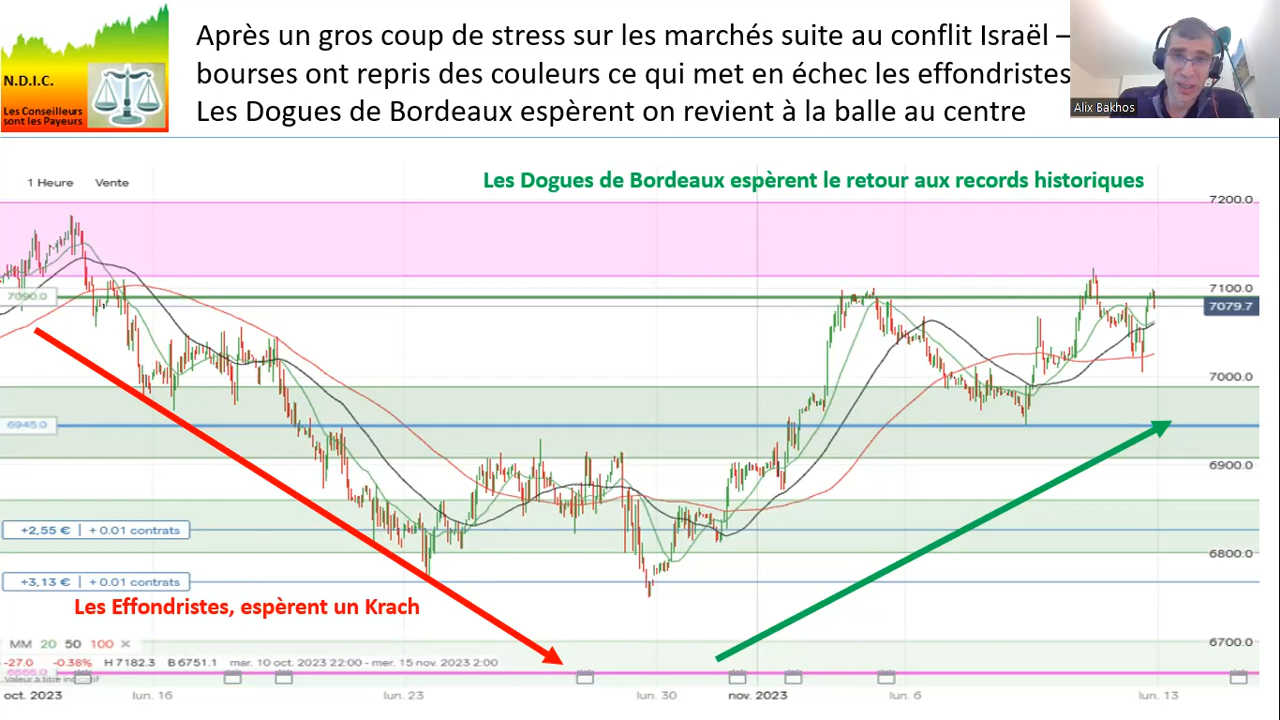 Après un gros coup de stress sur les marchés suite au conflit Israël –
bourses ont repris des couleurs ce qui met en échec les effondristes
Les Dogues de Bordeaux espèrent on revient à la balle au centre
N.D.I.C.
Les Conseilleurs
sont les Payeurs
Alix Bakhos
1 Heure Vente
Les Dogues de Bordeaux espèrent le retour aux records historiques
7200.0
7100.0
7090.0
7079.7
7000.0
6945.0
6900.0
+2,55 € | + 0.01 contrats
6800.0
+3,13 € | + 0.01 contrats
Les Effondristes, espèrent un Krach
MM 20 50 100 ×
6700.0
-27.0 -0.38% H 7182.3 B 6751.1 mar. 10 oct. 2023 22:00 - mer. 15 nov. 2023 2:00
Valeur à titre indicatif
oct. 2023 lun. 16 lun. 23 lun. 30 nov. 2023 lun. 6 lun. 13